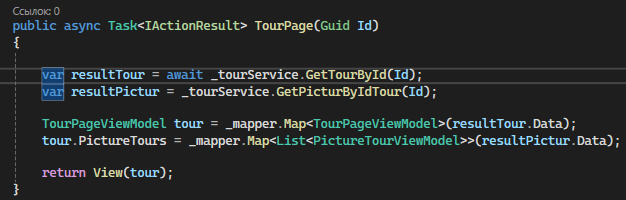 Ссылок: 0
public async Task<IActionResult> TourPage(Guid Id)
{
var resultTour = await _tourService.GetTourById(Id);
var resultPictur = _tourService.GetPicturByIdTour(Id);
TourPageViewModel tour = _mapper.Map<TourPageViewModel>(resultTour.Data);
tour.PictureTours = _mapper.Map<List<PictureTourViewModel>>(resultPictur.Data);
return View(tour);
}